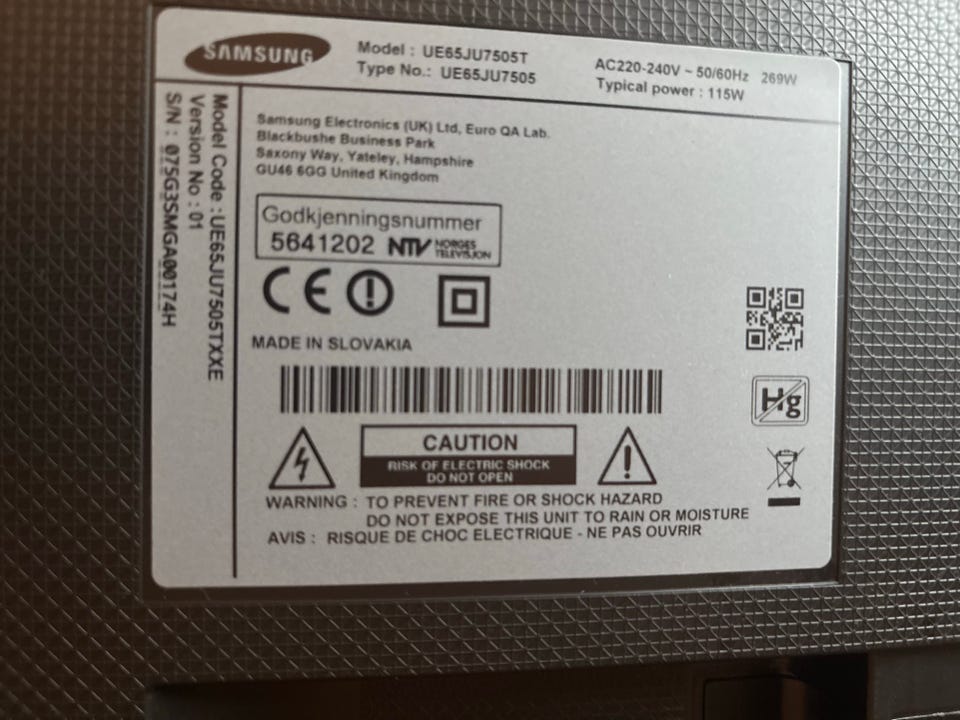 SAMSUNG
Model : UE65JU7505T
Type No.: UE65JU7505
AC220-240V ~ 50/60Hz 269W
Typical power : 115W
Model Code : UE65JU7505TXXE
Version No : 01
S/N : 075G3SMGA00174H
Samsung Electronics (UK) Ltd, Euro QA Lab.
Blackbushe Business Park
Saxony Way, Yateley, Hampshire
GU46 6GG United Kingdom
Godkjenningsnummer
5641202 NTV NORGES
TELEVISJON
CE
MADE IN SLOVAKIA
Hg
CAUTION
RISK OF ELECTRIC SHOCK
DO NOT OPEN
WARNING : TO PREVENT FIRE OR SHOCK HAZARD
DO NOT EXPOSE THIS UNIT TO RAIN OR MOISTURE
AVIS : RISQUE DE CHOC ELECTRIQUE - NE PAS OUVRIR